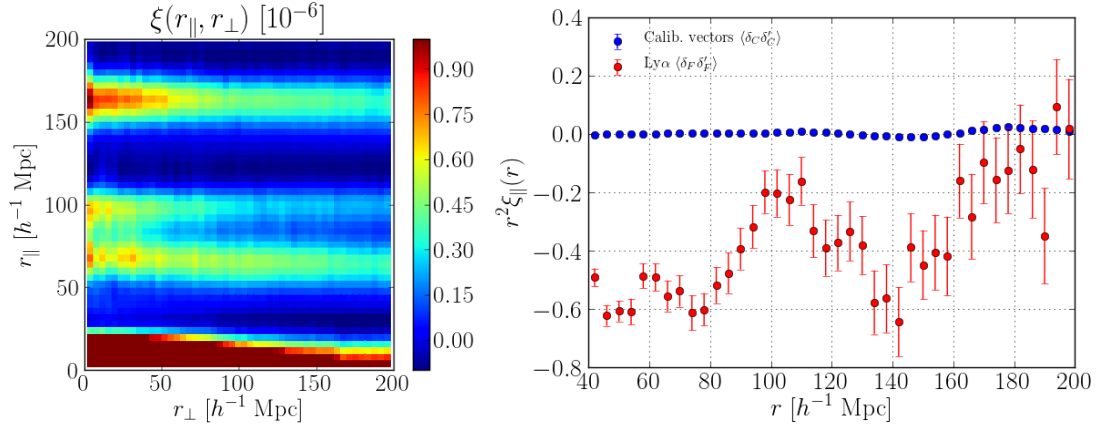 ξ(r∥, r⊥) [10⁻⁶]
200
150
100
50
0
r∥ [h⁻¹ Mpc]
0 50 100 150 200
r⊥ [h⁻¹ Mpc]
0.90
0.75
0.60
0.45
0.30
0.15
0.00
Calib. vectors ⟨δ_C δ′_C⟩
Lyα ⟨δ_F δ′_F⟩
0.4
0.2
0.0
−0.2
−0.4
−0.6
−0.8
r²ξ∥(r)
40 60 80 100 120 140 160 180 200
r [h⁻¹ Mpc]